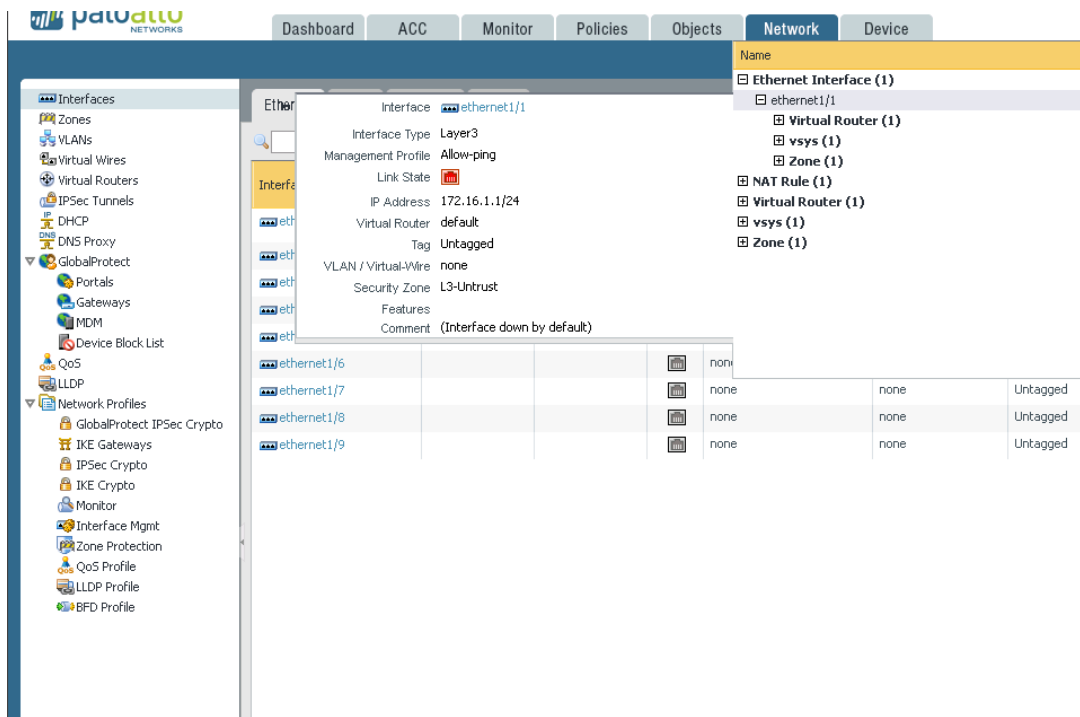 paloalto
NETWORKS
Dashboard ACC Monitor Policies Objects Network Device
Name
Ethernet Interface (1)
ethernet1/1
Virtual Router (1)
vsys (1)
Zone (1)
NAT Rule (1)
Virtual Router (1)
vsys (1)
Zone (1)
Interfaces
Zones
VLANs
Virtual Wires
Virtual Routers
IPSec Tunnels
DHCP
DNS Proxy
GlobalProtect
Portals
Gateways
MDM
Device Block List
QoS
LLDP
Network Profiles
GlobalProtect IPSec Crypto
IKE Gateways
IPSec Crypto
IKE Crypto
Monitor
Interface Mgmt
Zone Protection
QoS Profile
LLDP Profile
BFD Profile
Interface ethernet1/1
Interface Type Layer3
Management Profile Allow-ping
Link State
IP Address 172.16.1.1/24
Virtual Router default
Tag Untagged
VLAN / Virtual-Wire none
Security Zone L3-Untrust
Features
Comment (Interface down by default)
ethernet1/6 none
ethernet1/7 none none Untagged
ethernet1/8 none none Untagged
ethernet1/9 none none Untagged